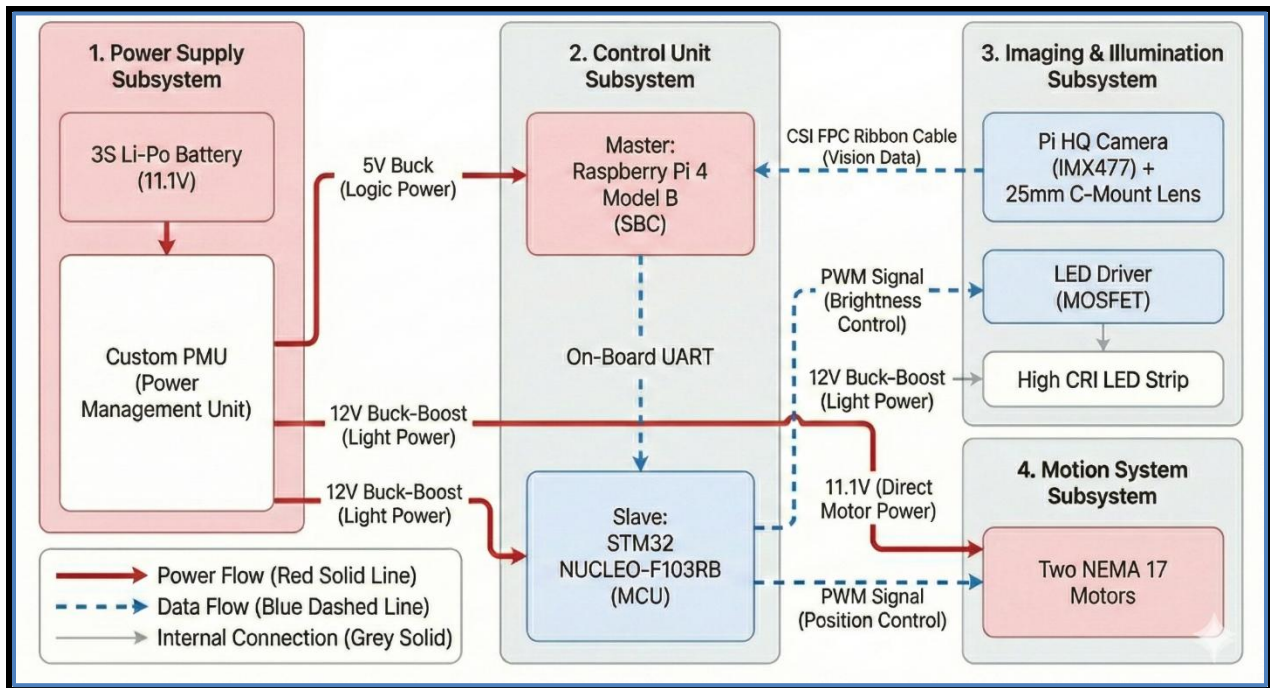 1. Power Supply
Subsystem
3S Li-Po Battery
(11.1V)
Custom PMU
(Power
Management Unit)
5V Buck
(Logic Power)
12V Buck-Boost
(Light Power)
12V Buck-Boost
(Light Power)
Power Flow (Red Solid Line)
Data Flow (Blue Dashed Line)
Internal Connection (Grey Solid)
2. Control Unit
Subsystem
Master:
Raspberry Pi 4
Model B
(SBC)
On-Board UART
Slave:
STM32
NUCLEO-F103RB
(MCU)
CSI FPC Ribbon Cable
(Vision Data)
PWM Signal
(Brightness
Control)
12V Buck-Boost
(Light Power)
11.1V (Direct
Motor Power)
PWM Signal
(Position Control)
3. Imaging & Illumination
Subsystem
Pi HQ Camera
(IMX477) +
25mm C-Mount Lens
LED Driver
(MOSFET)
High CRI LED Strip
4. Motion System
Subsystem
Two NEMA 17
Motors